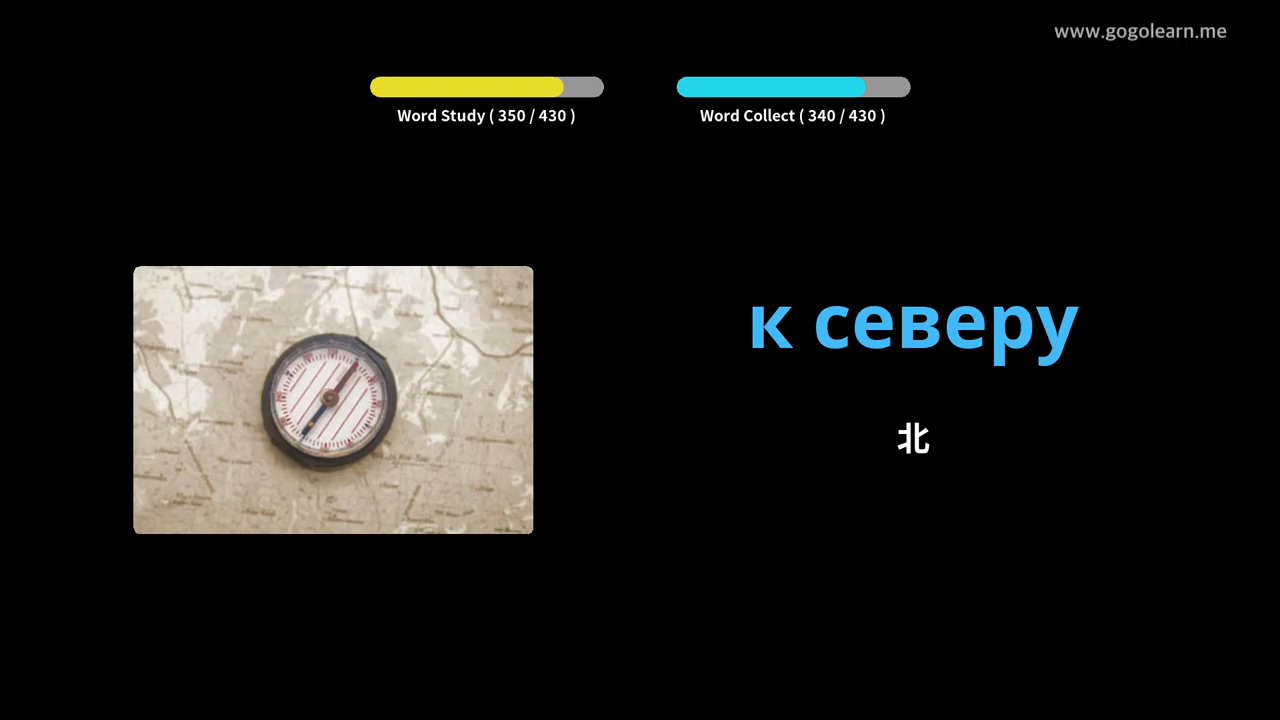 www.gogolearn.me
Word Study ( 350 / 430 )
Word Collect ( 340 / 430 )
к северу
北